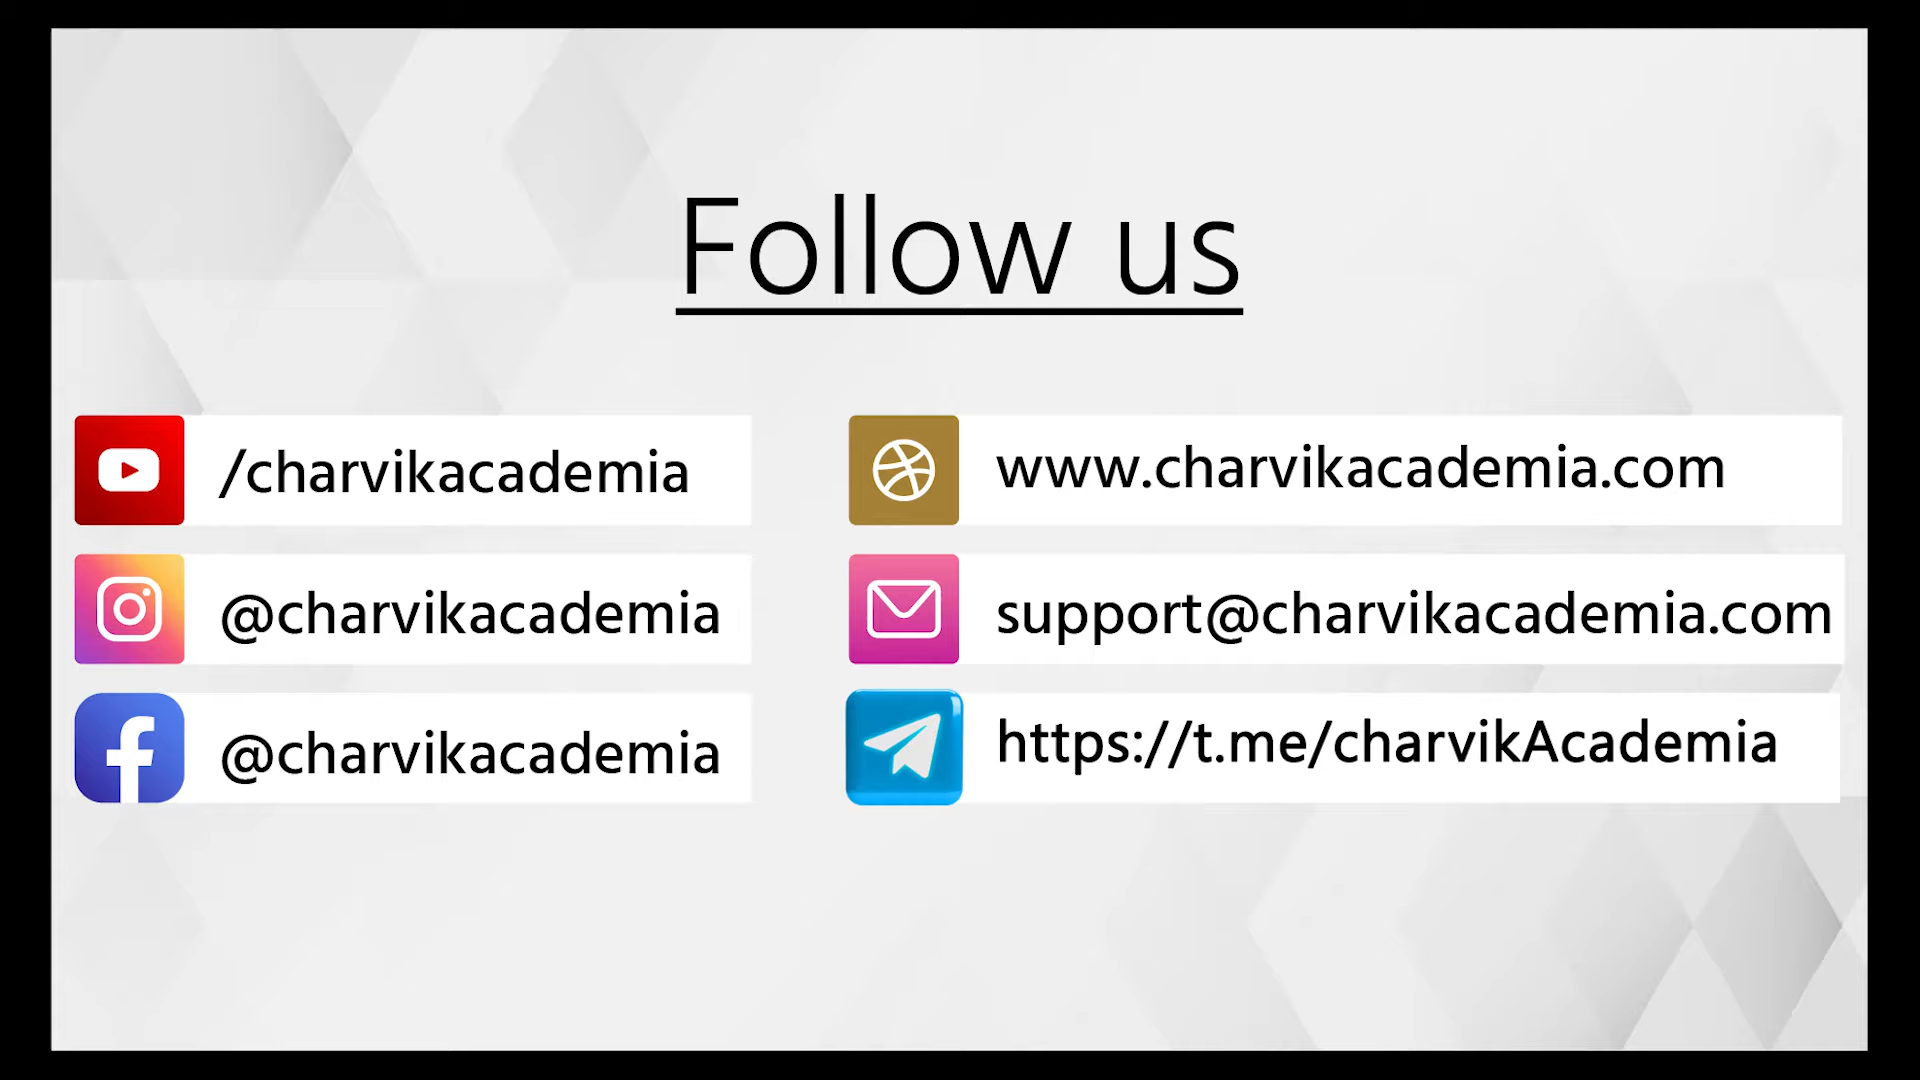 Follow us
/charvikacademia
@charvikacademia
@charvikacademia
www.charvikacademia.com
support@charvikacademia.com
https://t.me/charvikAcademia